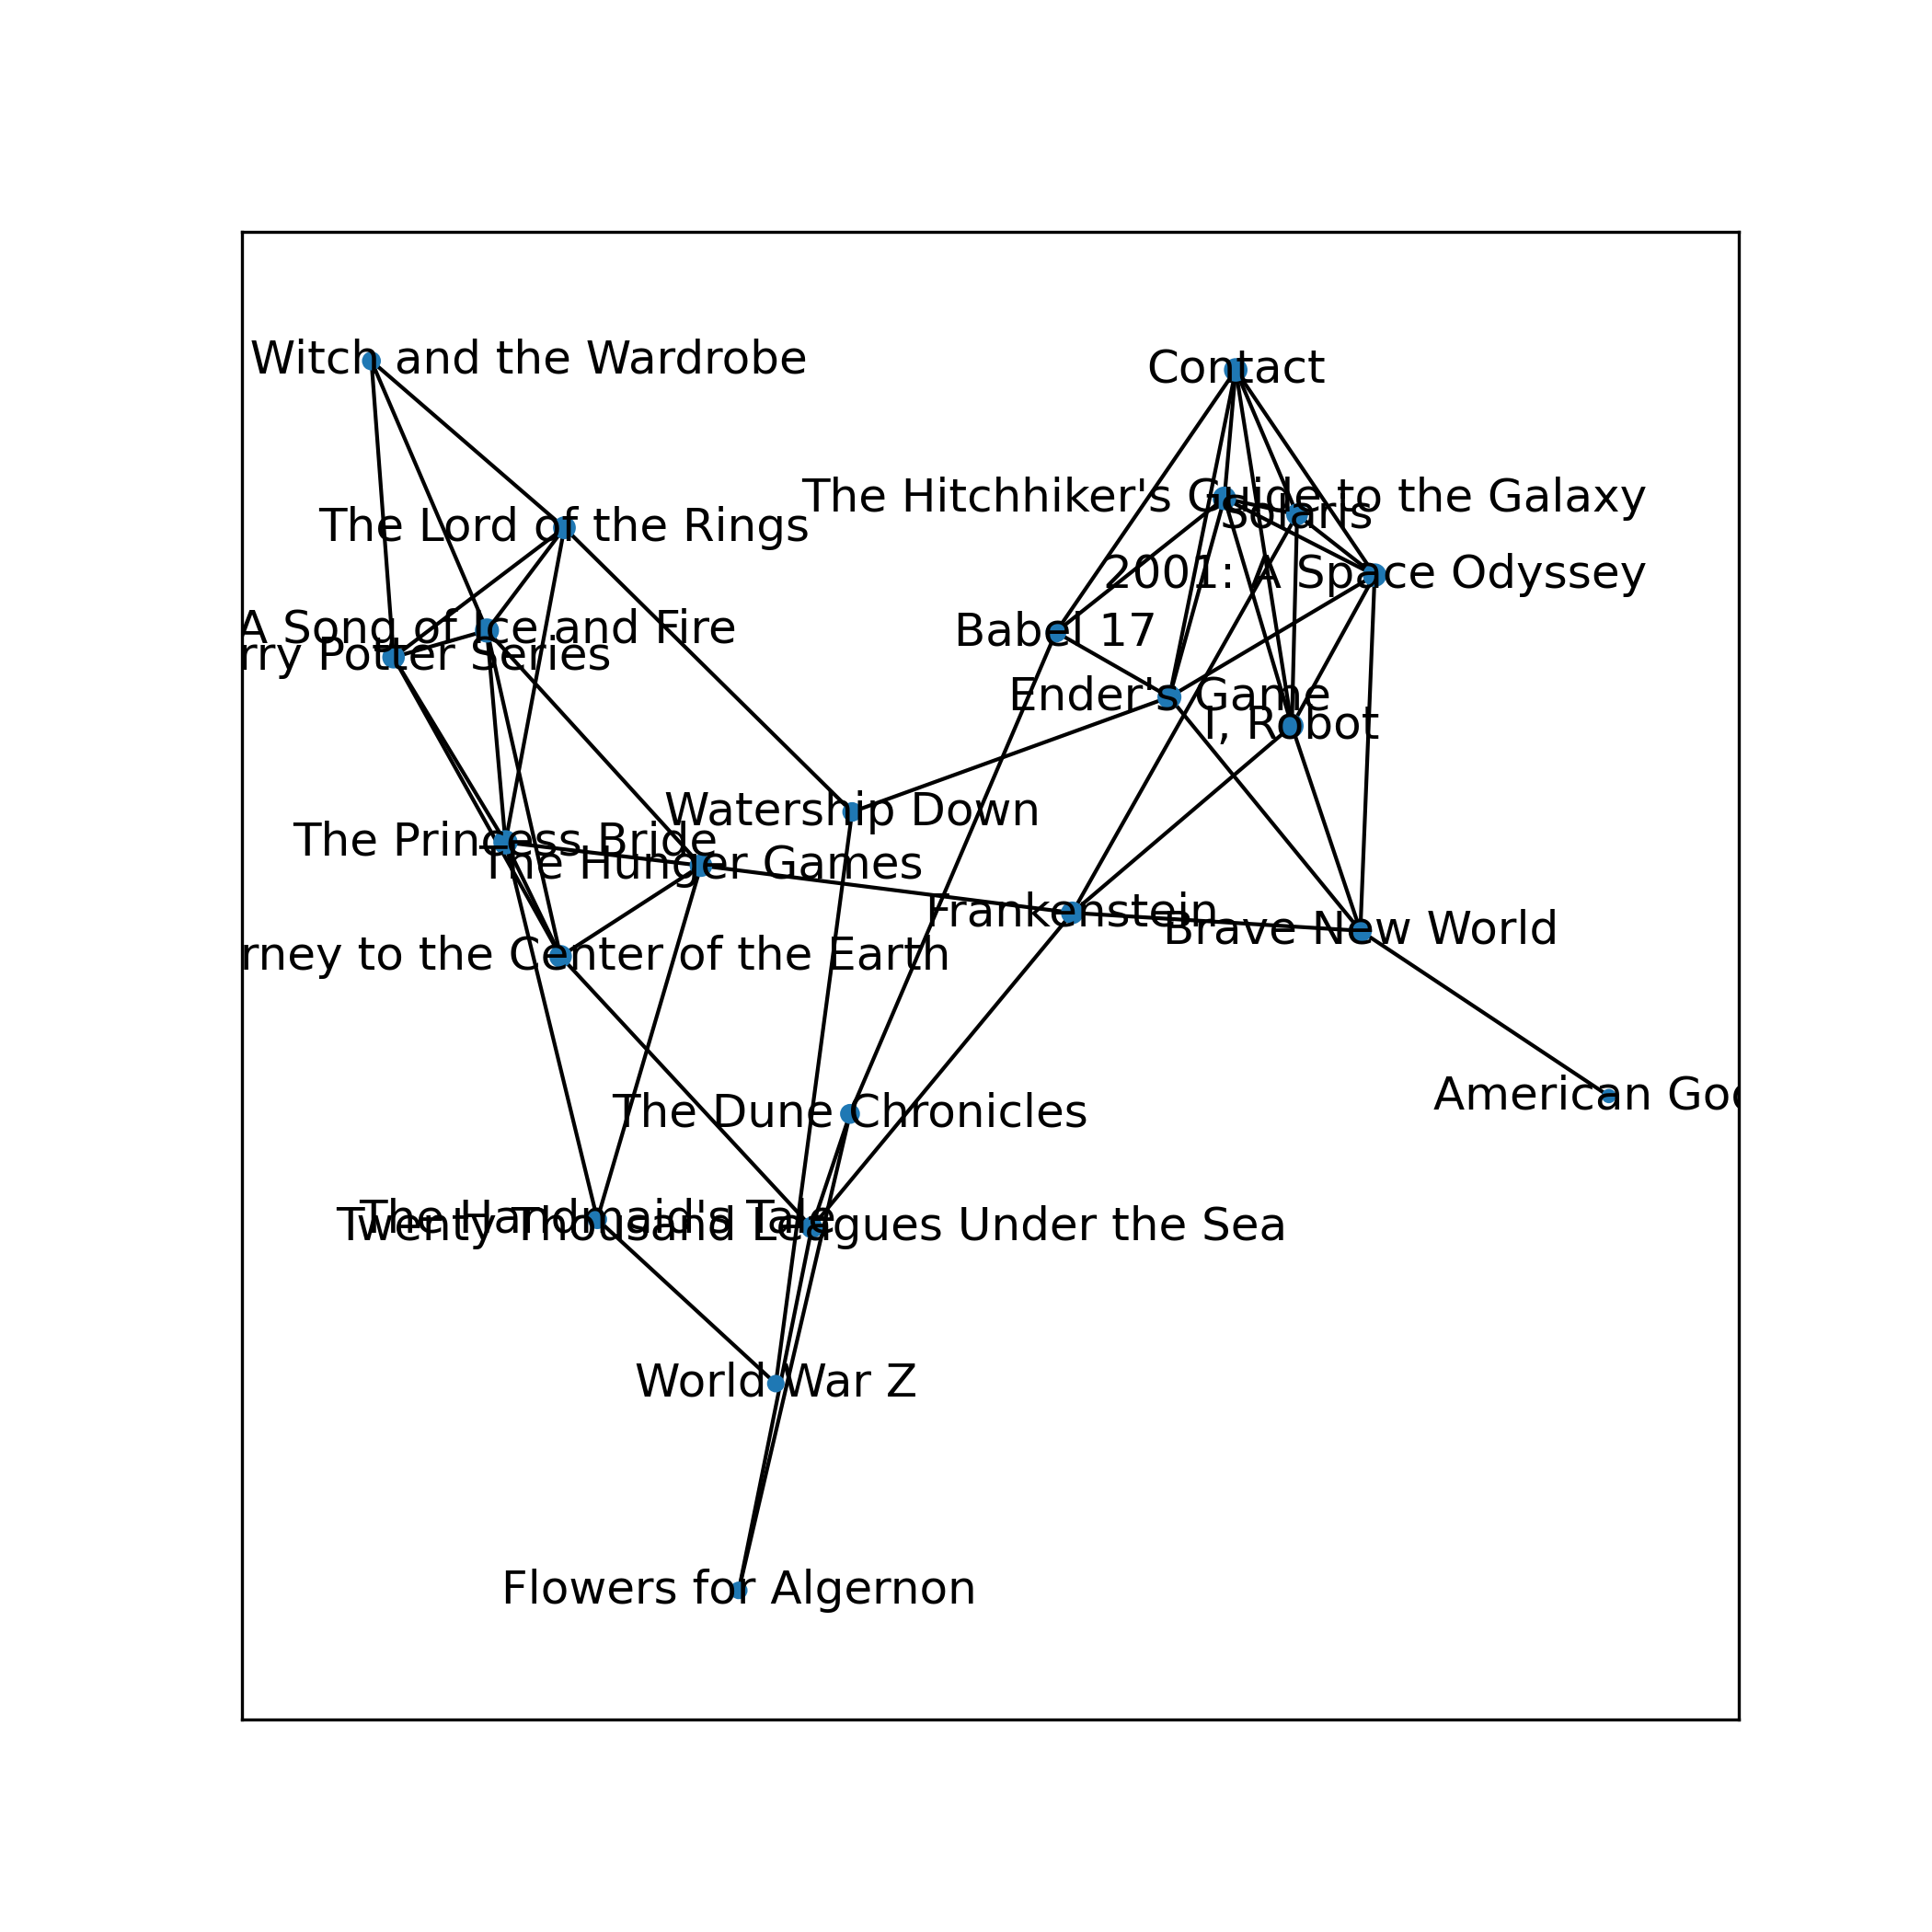 Witch and the Wardrobe
Contact
The Hitchhiker's Guide to the Galaxy
Solaris
The Lord of the Rings
2001: A Space Odyssey
A Song of Ice and Fire
Babel 17
rry Potter Series
Ender's Game
I, Robot
Watership Down
The Princess Bride
The Hunger Games
Frankenstein
Brave New World
rney to the Center of the Earth
American Goo
The Dune Chronicles
The Handmaid's Tale
Twenty Thousand Leagues Under the Sea
World War Z
Flowers for Algernon